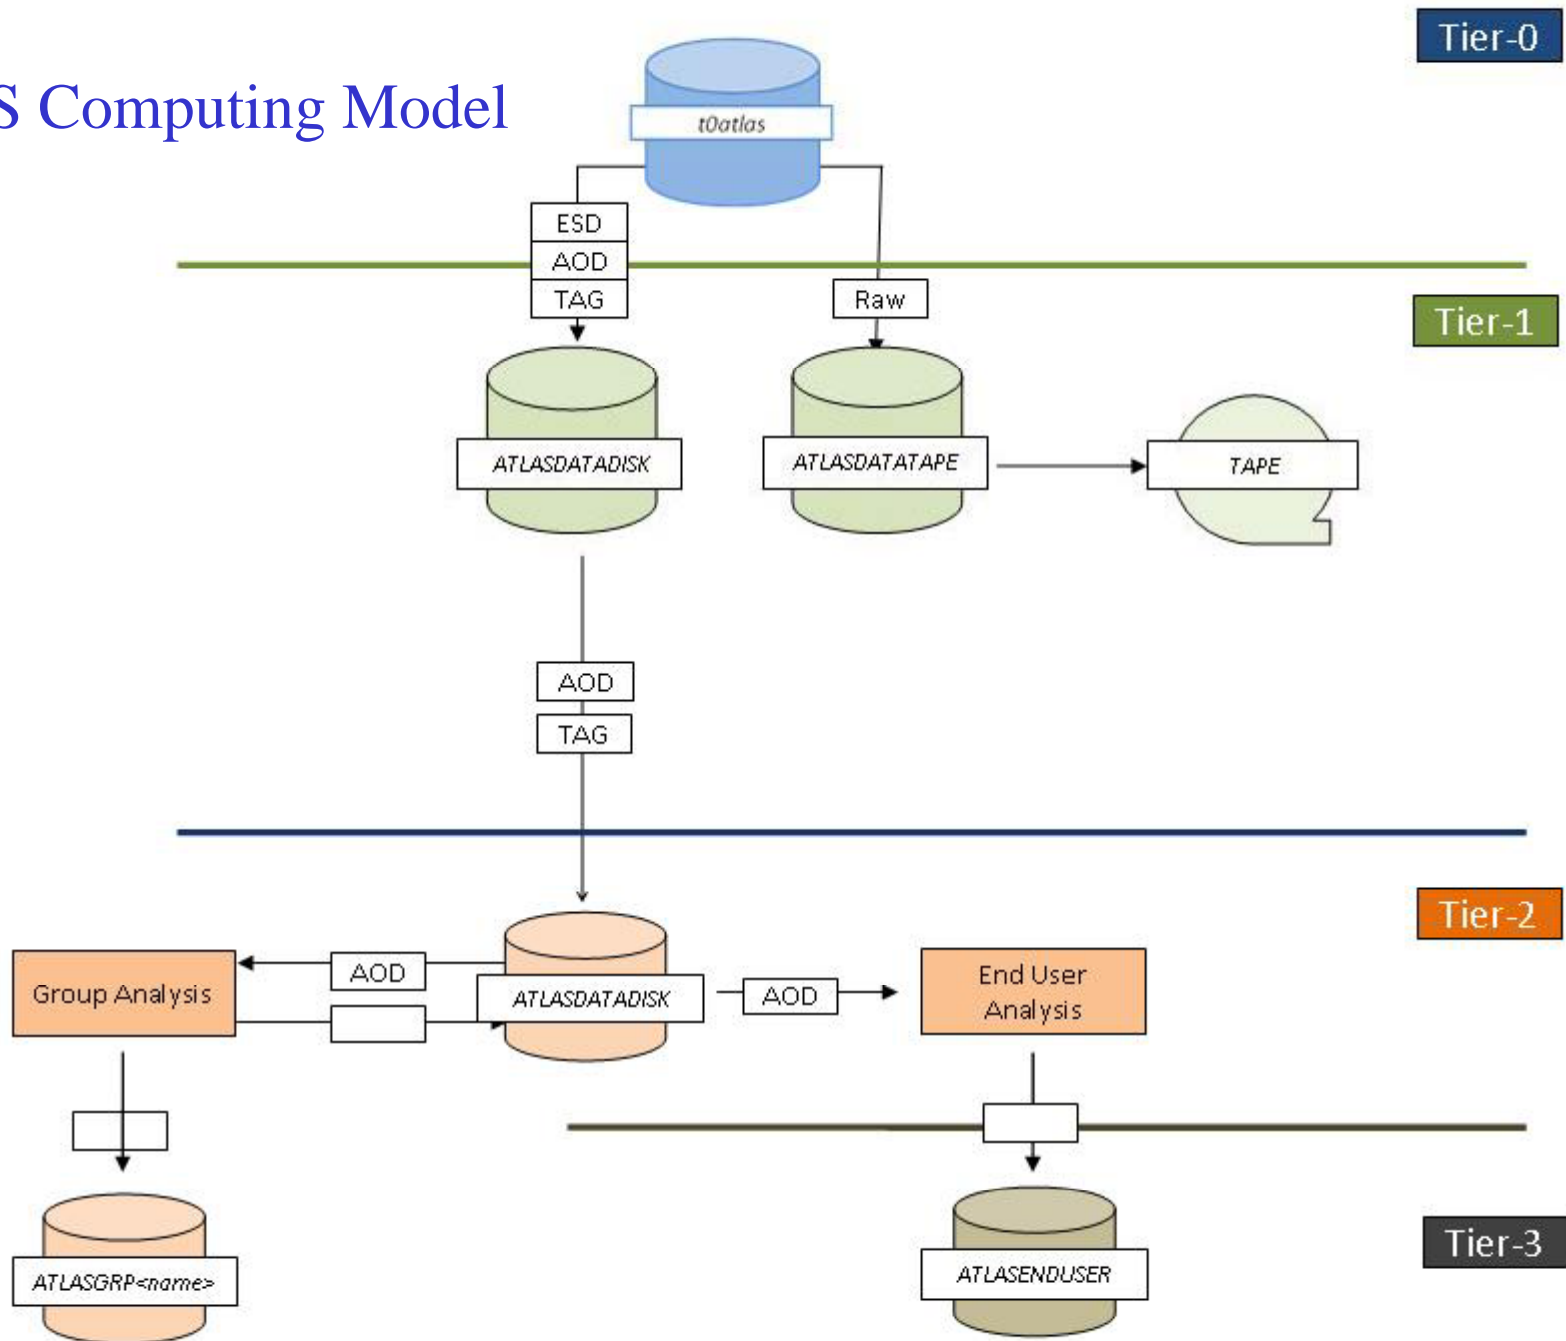 Tier-0
S Computing Model
t0atlas
ESD
AOD
TAG
Raw
Tier-1
ATLASDATADISK
ATLASDATATAPE
TAPE
AOD
TAG
Tier-2
Group Analysis
AOD
ATLASDATADISK
AOD
End User
Analysis
Tier-3
ATLASGRP<name>
ATLASENDUSER